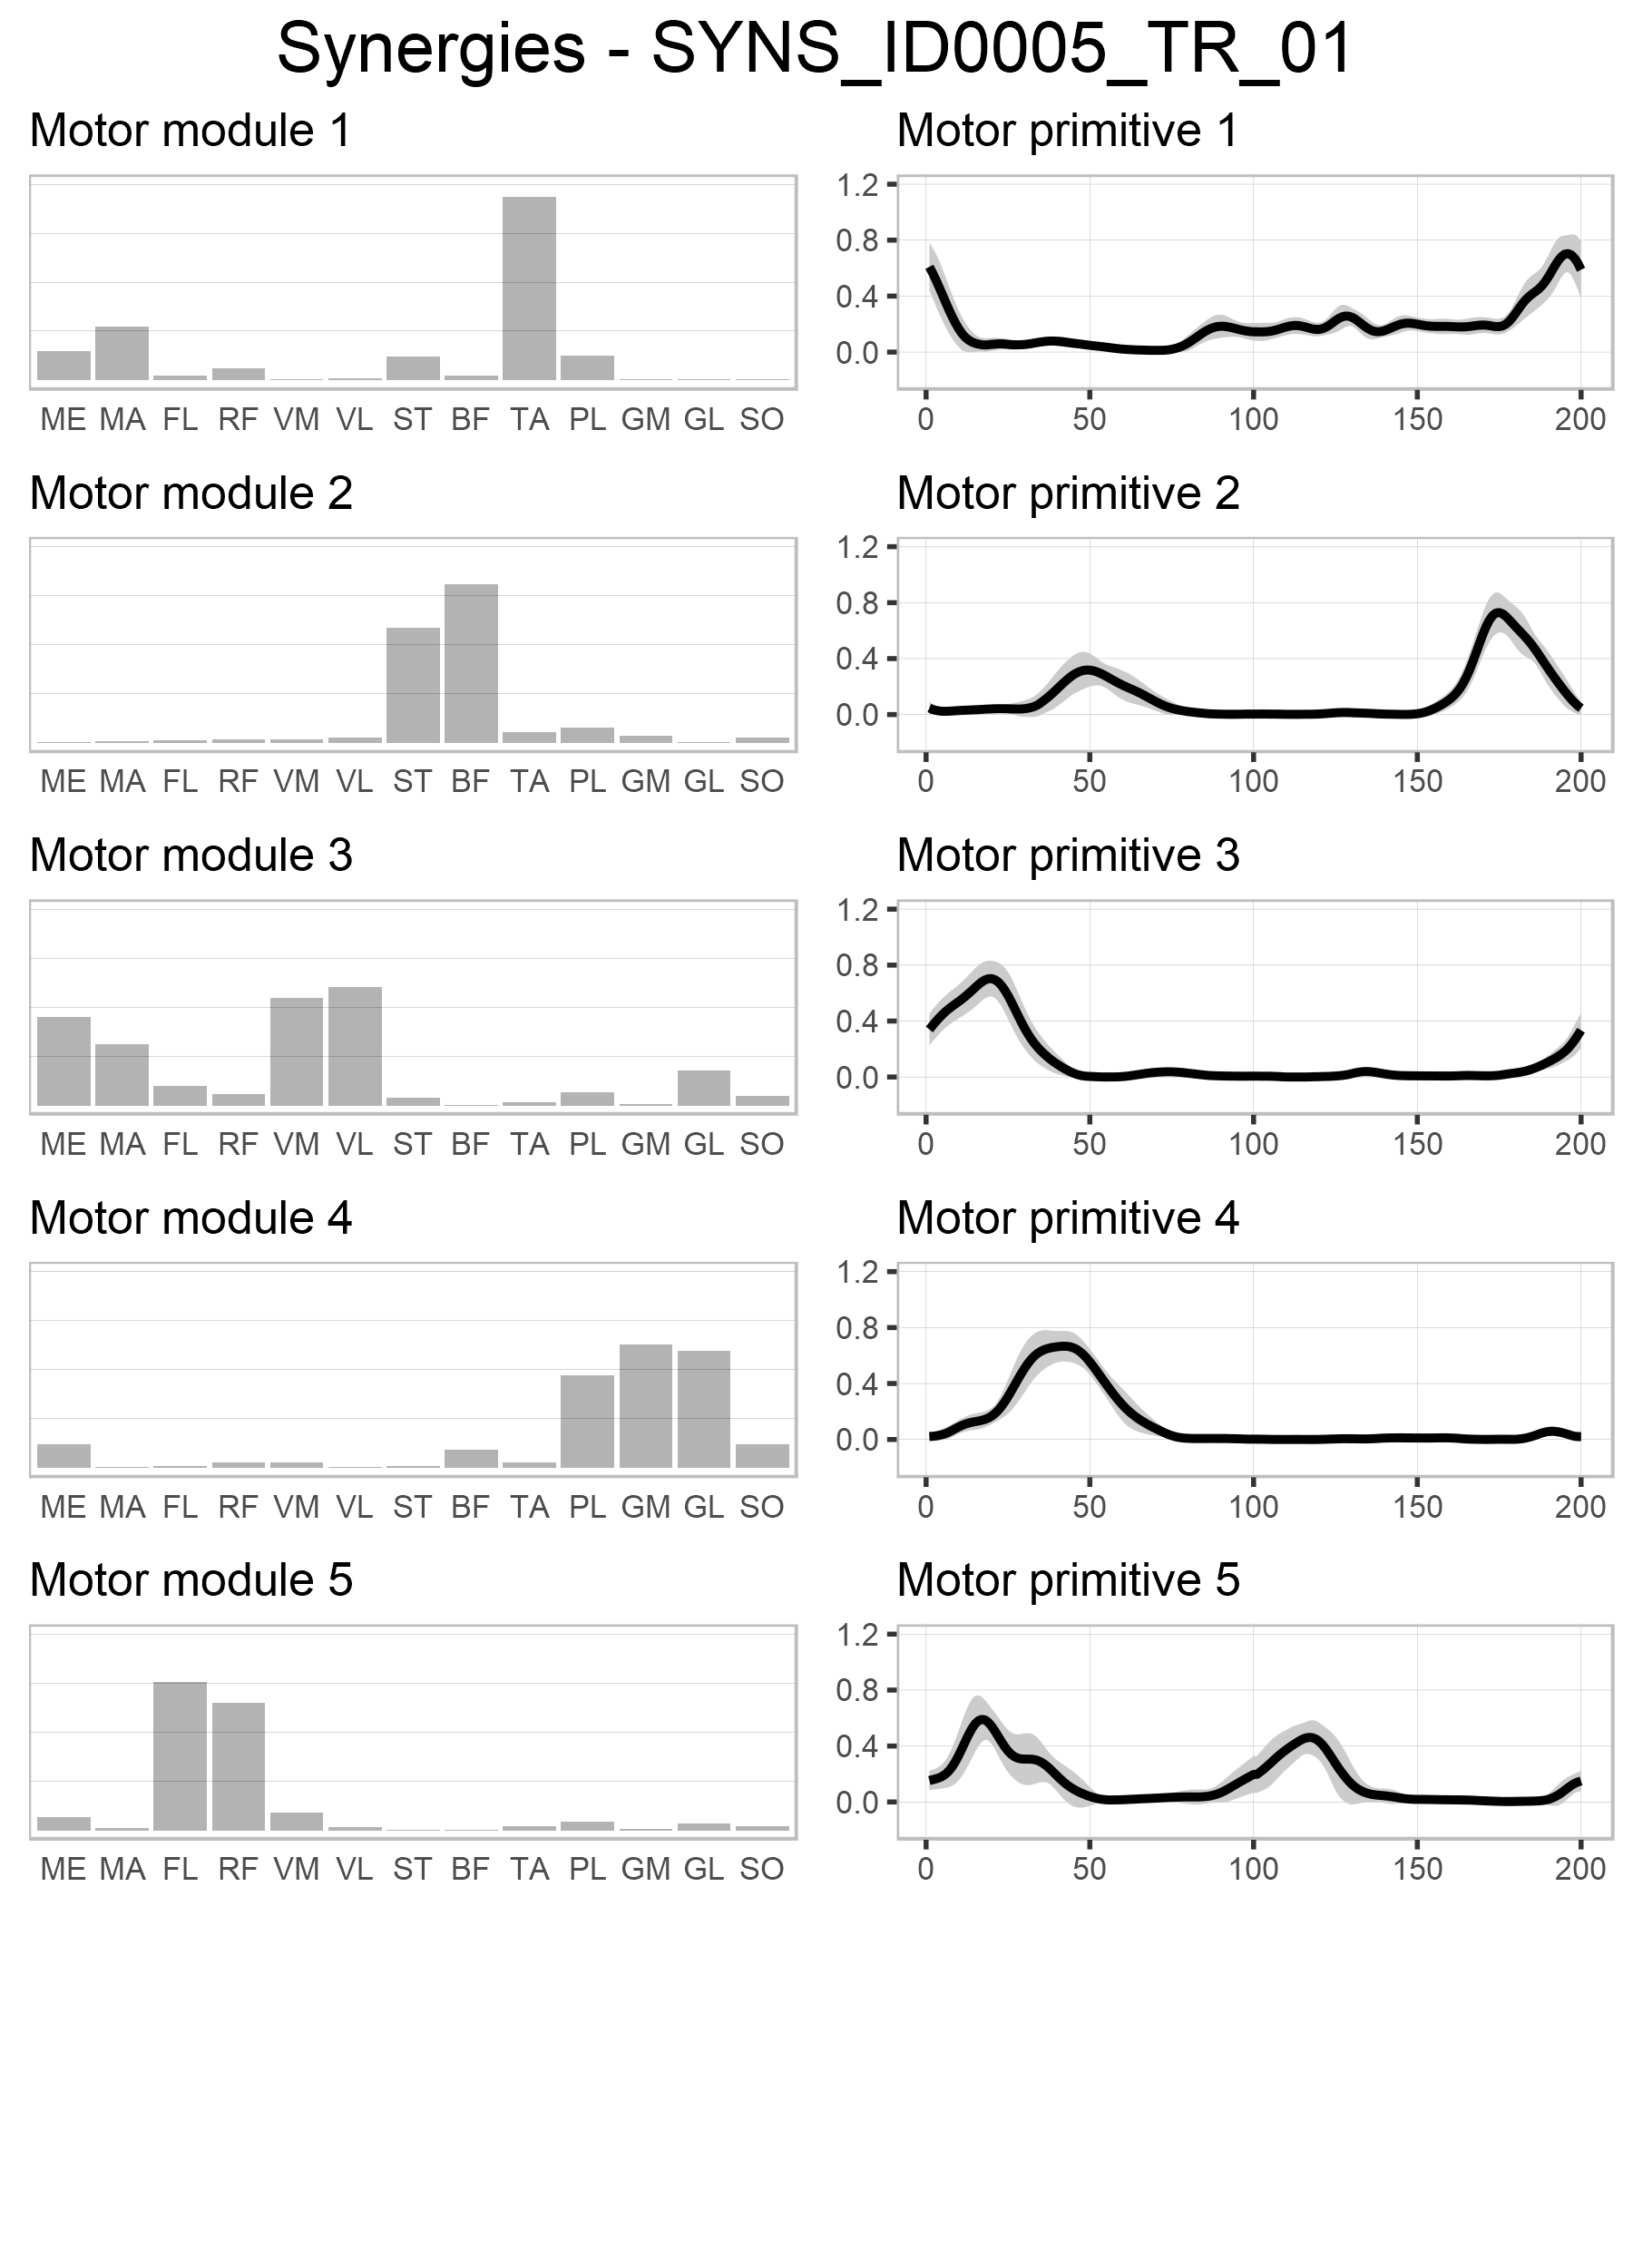 Synergies - SYNS_ID0005_TR_01
Motor module 1
Motor primitive 1
1.2
0.8
0.4
0.0
ME MA FL RF VM VL ST BF TA PL GM GL SO
0 50 100 150 200
Motor module 2
Motor primitive 2
1.2
0.8
0.4
0.0
ME MA FL RF VM VL ST BF TA PL GM GL SO
0 50 100 150 200
Motor module 3
Motor primitive 3
1.2
0.8
0.4
0.0
ME MA FL RF VM VL ST BF TA PL GM GL SO
0 50 100 150 200
Motor module 4
Motor primitive 4
1.2
0.8
0.4
0.0
ME MA FL RF VM VL ST BF TA PL GM GL SO
0 50 100 150 200
Motor module 5
Motor primitive 5
1.2
0.8
0.4
0.0
ME MA FL RF VM VL ST BF TA PL GM GL SO
0 50 100 150 200